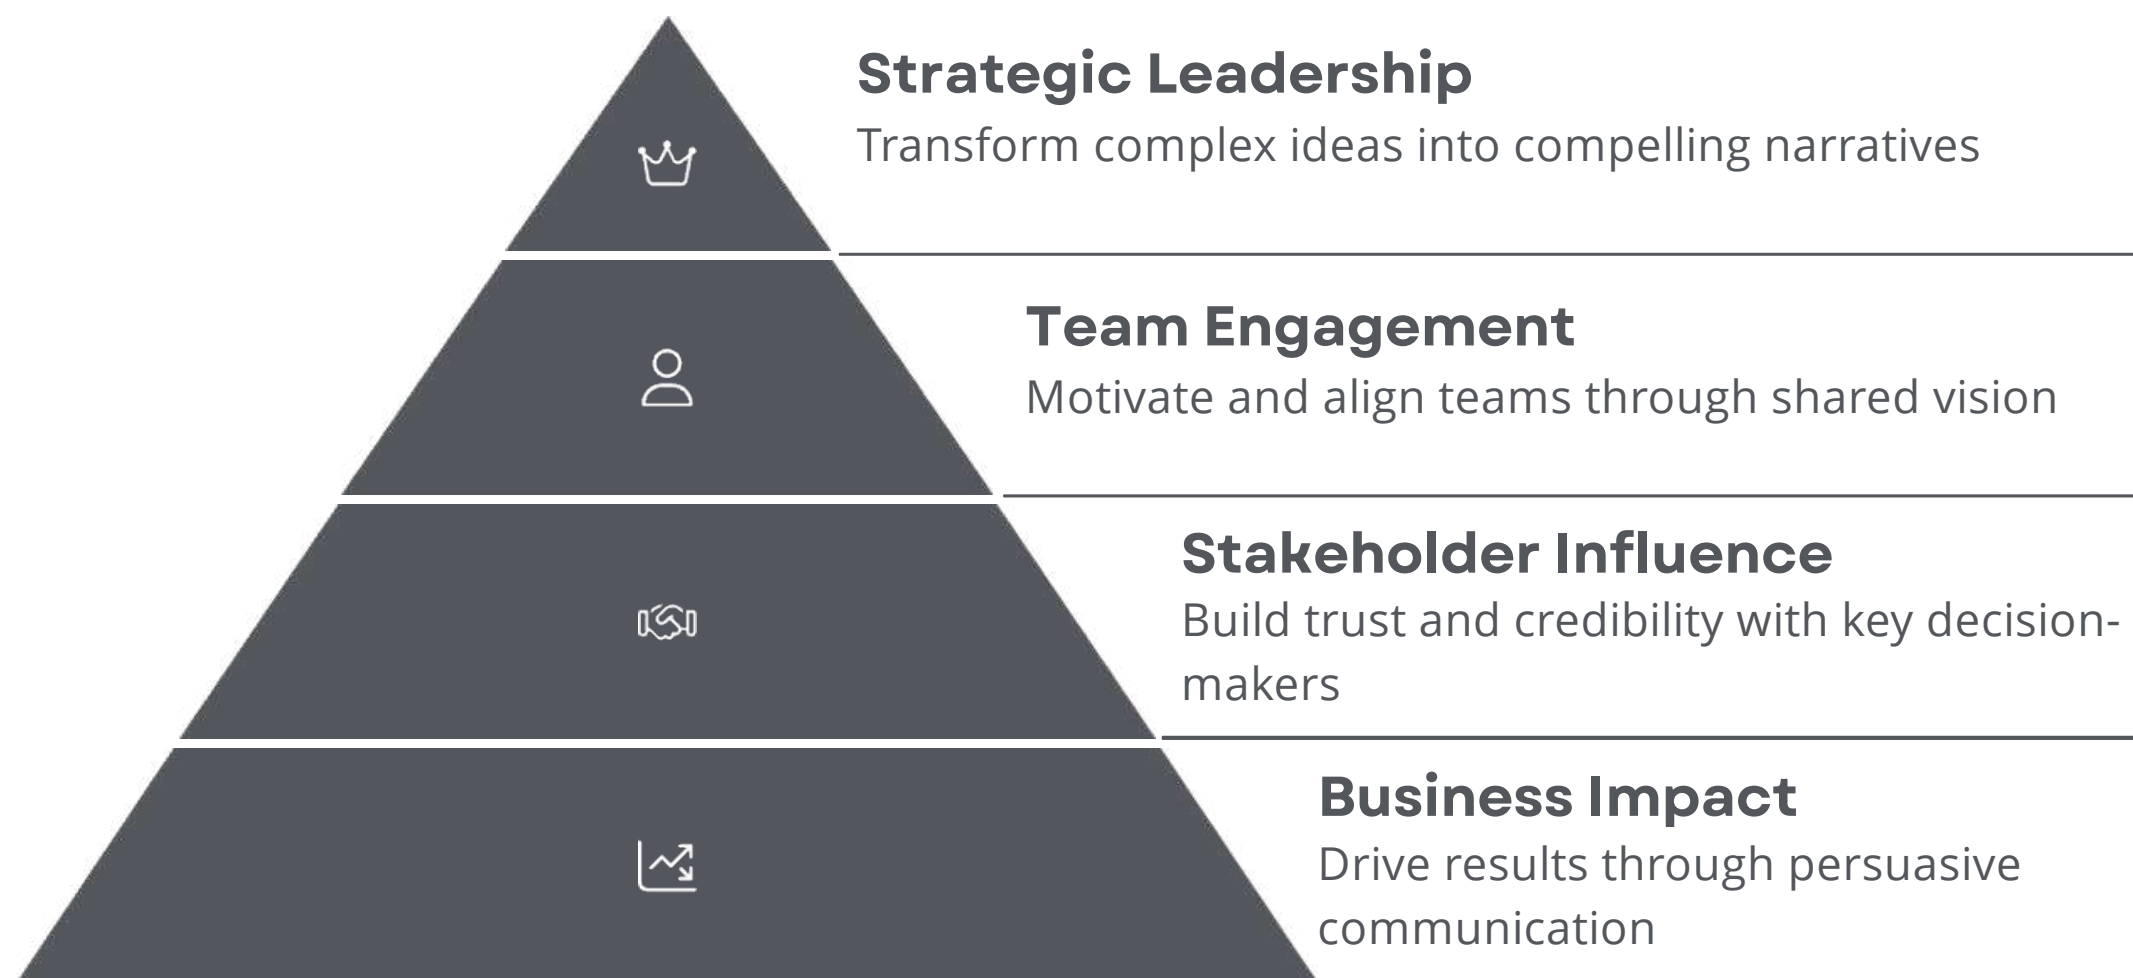 Strategic Leadership
Transform complex ideas into compelling narratives
Team Engagement
Motivate and align teams through shared vision
Stakeholder Influence
Build trust and credibility with key decision-
makers
Business Impact
Drive results through persuasive
communication